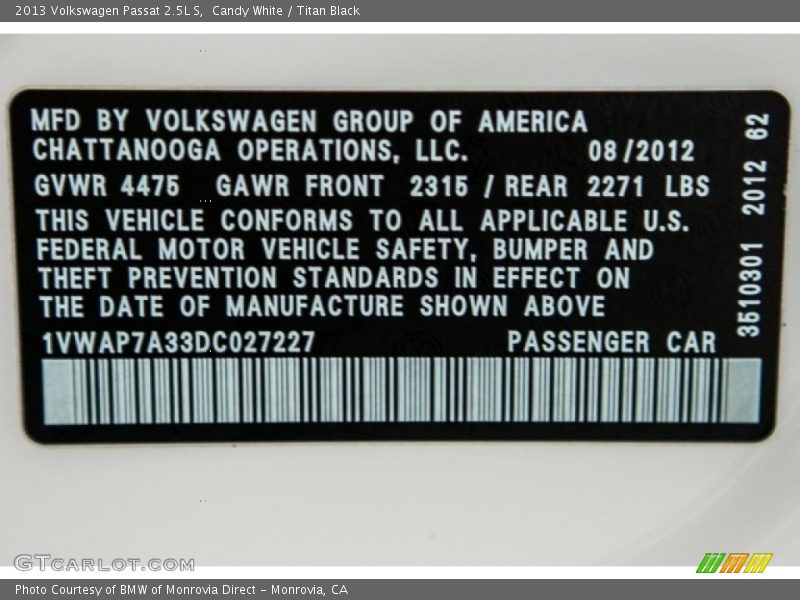 2013 Volkswagen Passat 2.5L S,  Candy White / Titan Black
MFD BY VOLKSWAGEN GROUP OF AMERICA
CHATTANOOGA OPERATIONS, LLC. 08/2012
GVWR 4475 GAWR FRONT 2315 / REAR 2271 LBS
THIS VEHICLE CONFORMS TO ALL APPLICABLE U.S.
FEDERAL MOTOR VEHICLE SAFETY, BUMPER AND
THEFT PREVENTION STANDARDS IN EFFECT ON
THE DATE OF MANUFACTURE SHOWN ABOVE
1VWAP7A33DC027227 PASSENGER CAR
3510301 2012 62
GTCARLOT.COM
Photo Courtesy of BMW of Monrovia Direct – Monrovia, CA